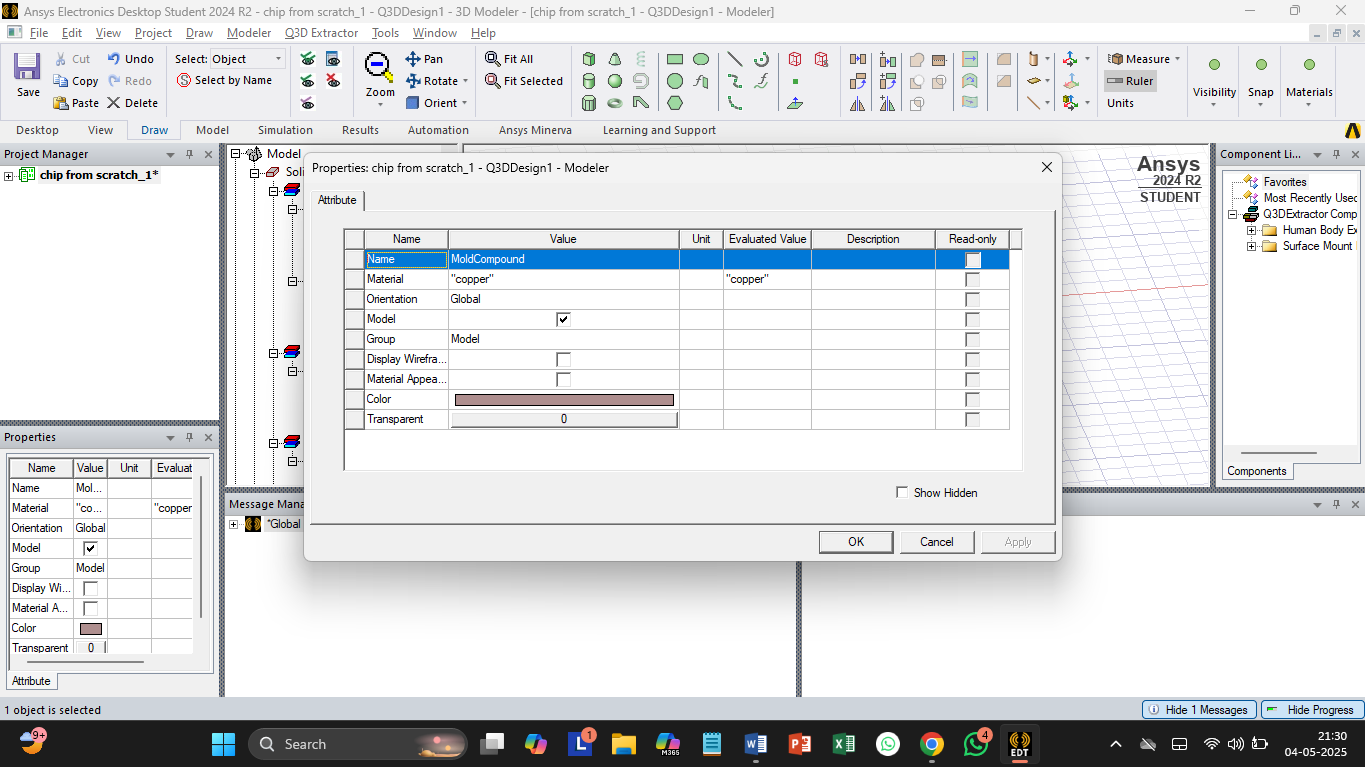 Ansys Electronics Desktop Student 2024 R2 - chip from scratch_1 - Q3DDesign1 - 3D Modeler - [chip from scratch_1 - Q3DDesign1 - Modeler]
File Edit View Project Draw Modeler Q3D Extractor Tools Window Help
Save
Cut
Copy
Paste
Undo
Redo
Delete
Select: Object
Select by Name
Zoom
Pan
Rotate
Orient
Fit All
Fit Selected
Measure
Ruler
Units
Visibility
Snap
Materials
Desktop View Draw Model Simulation Results Automation Ansys Minerva Learning and Support
Project Manager
chip from scratch_1*
Model
Soli
Properties: chip from scratch_1 - Q3DDesign1 - Modeler
Attribute
Name Value Unit Evaluated Value Description Read-only
Name MoldCompound
Material "copper" "copper"
Orientation Global
Model
Group Model
Display Wirefra...
Material Appea...
Color
Transparent 0
Show Hidden
OK Cancel Apply
Ansys
2024 R2
STUDENT
Component Li...
Favorites
Most Recently Used
Q3DExtractor Comp
Human Body Ex
Surface Mount
Components
Properties
Name Value Unit Evaluat
Name Mol...
Material "co... "copper
Orientation Global
Model
Group Model
Display Wi...
Material A...
Color
Transparent 0
Attribute
Message Mana
"Global
1 object is selected
Hide 1 Messages
Hide Progress
9+
Search
L
1
M365
4
EDT
21:30
04-05-2025